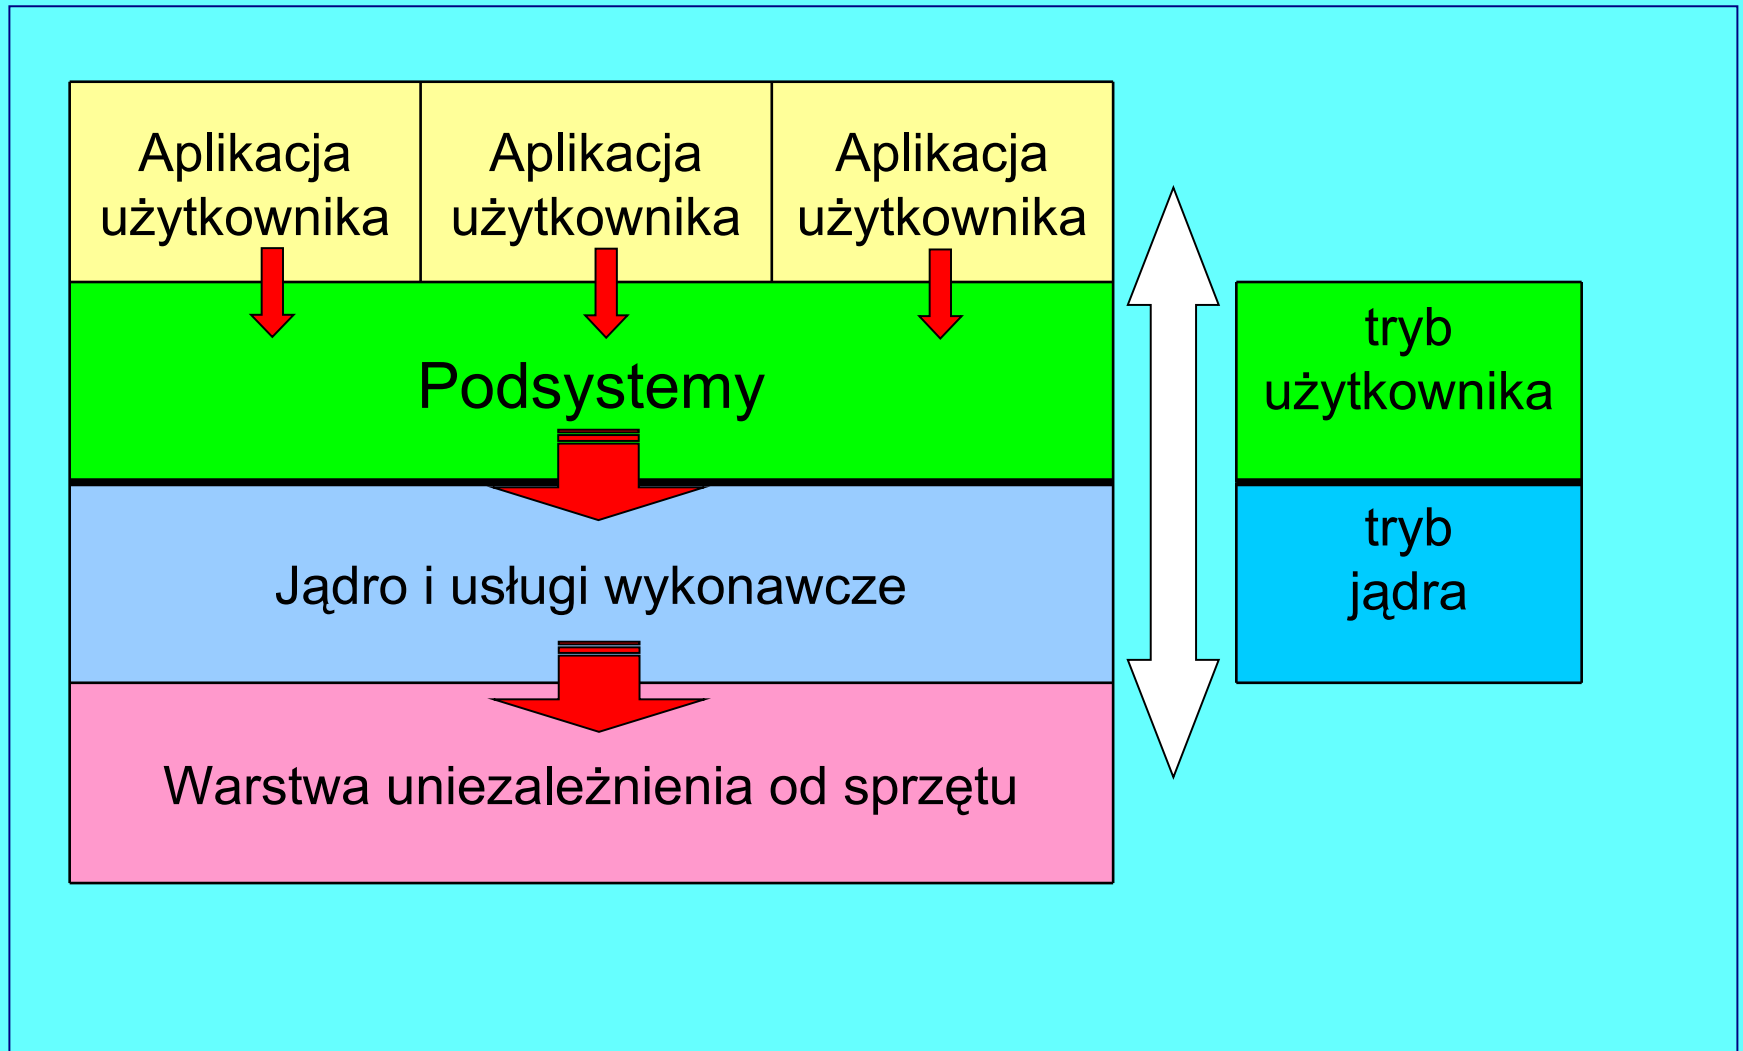 Aplikacja
użytkownika
Aplikacja
użytkownika
Aplikacja
użytkownika
Podsystemy
Jądro i usługi wykonawcze
Warstwa uniezależnienia od sprzętu
tryb
użytkownika
tryb
jądra